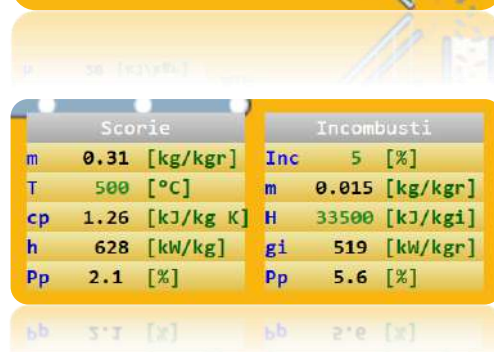 Scorie
m 0.31 [kg/kgr]
T 500 [°C]
cp 1.26 [kJ/kg K]
h 628 [kW/kg]
Pp 2.1 [%]
Incombusti
Inc 5 [%]
m 0.015 [kg/kgr]
H 33500 [kJ/kgi]
gi 519 [kW/kgr]
Pp 5.6 [%]